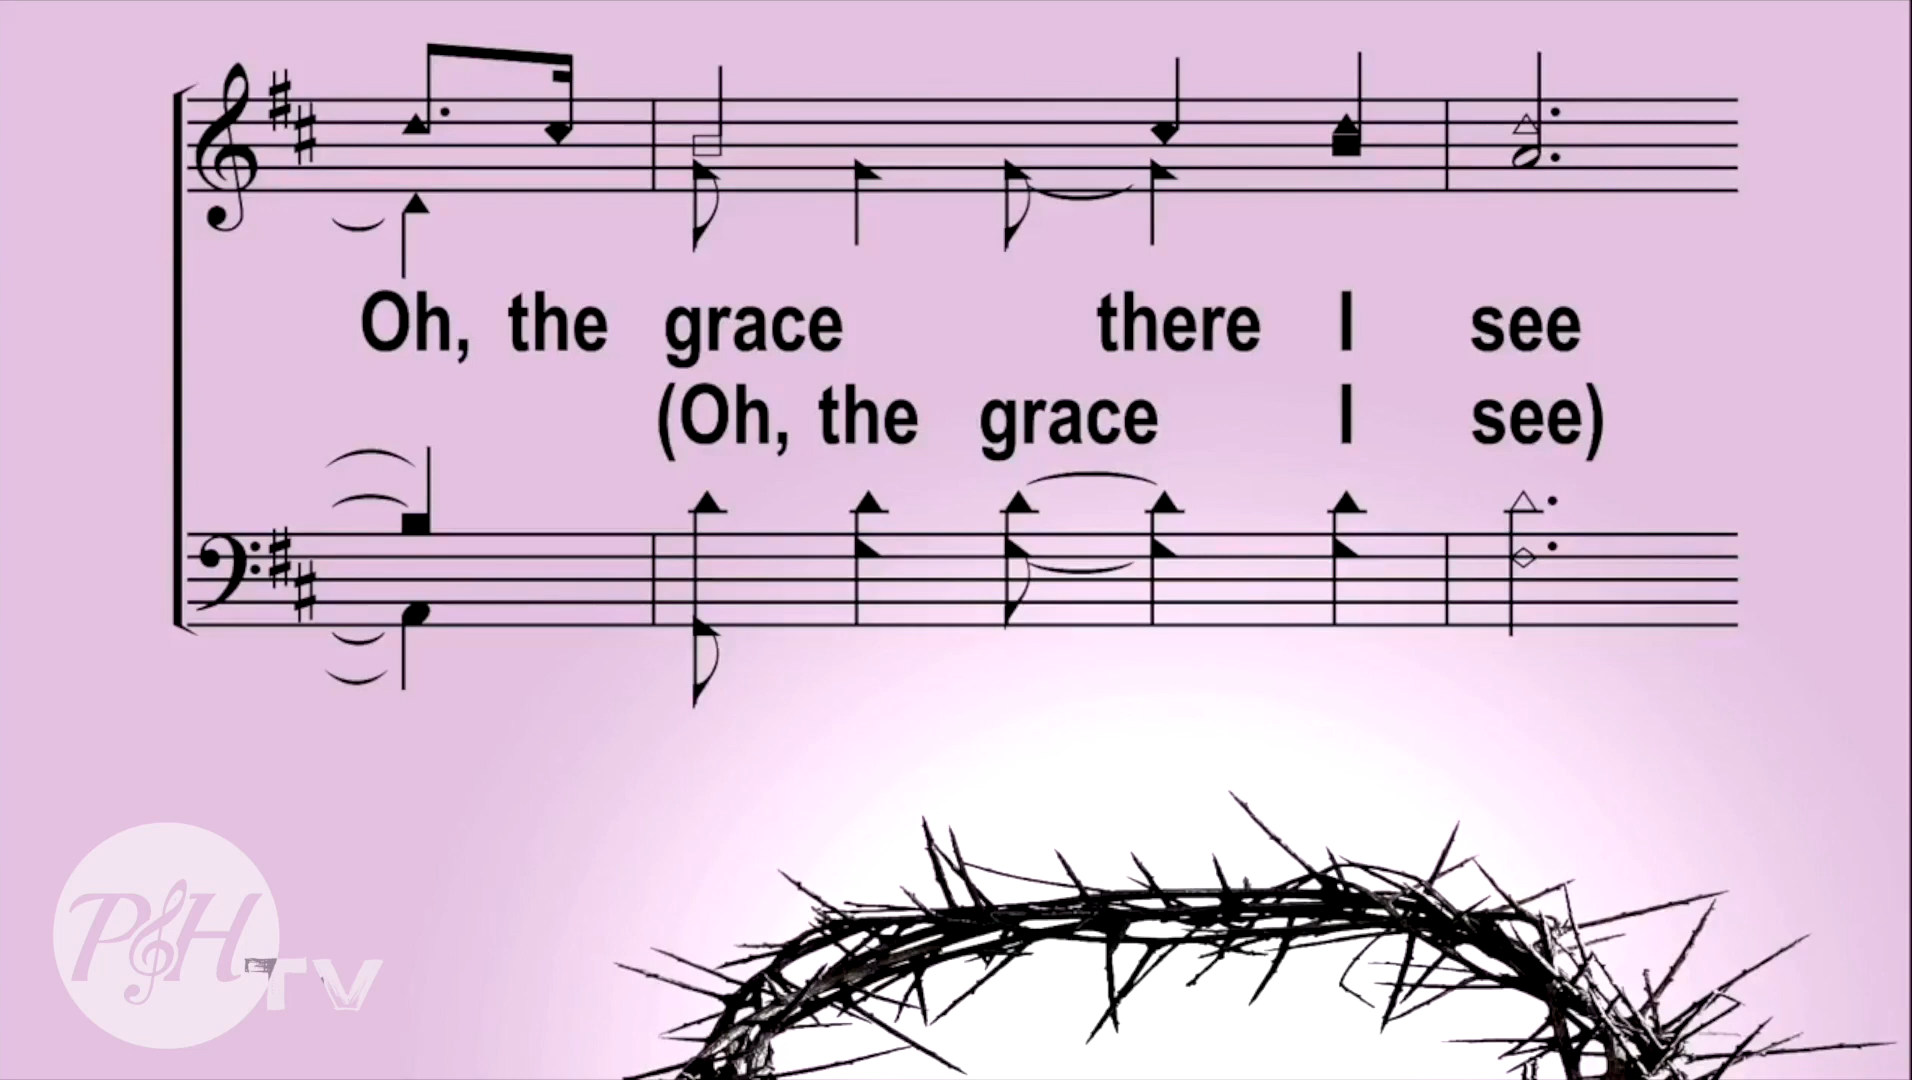 Oh, the grace there I see
(Oh, the grace I see)
P&H
TV